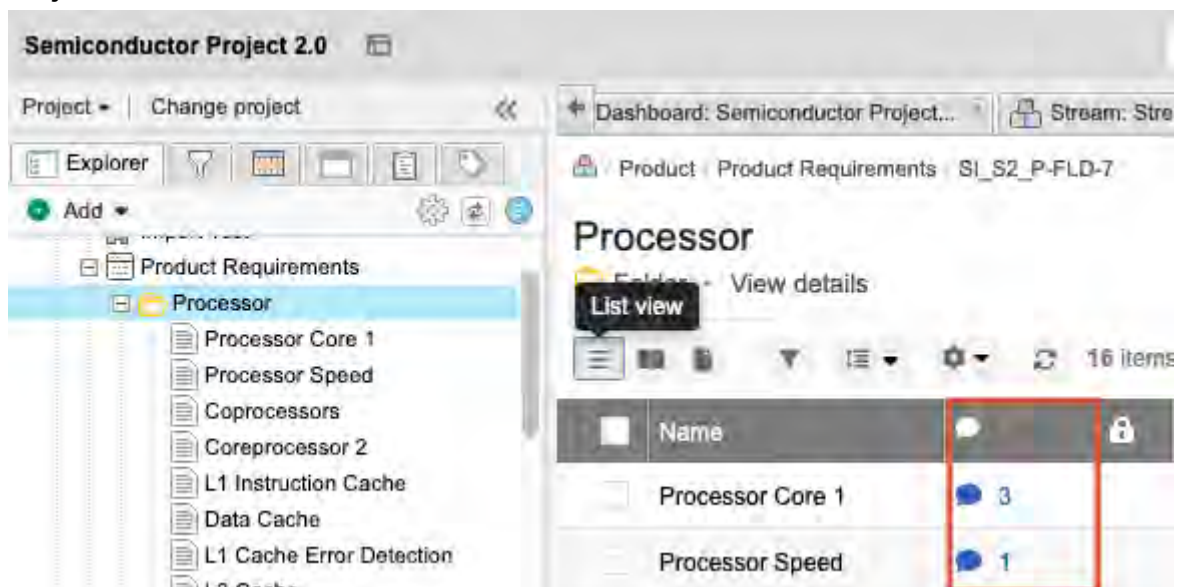 Semiconductor Project 2.0
Project
Change project
Dashboard: Semiconductor Project...
Stream: Stre
Explorer
Product / Product Requirements / SI_S2_P-FLD-7
Add
Processor
Product Requirements
View details
Processor
List view
Processor Core 1
16 items
Processor Speed
Coprocessors
Name
Coreprocessor 2
L1 Instruction Cache
Processor Core 1
3
Data Cache
L1 Cache Error Detection
Processor Speed
1